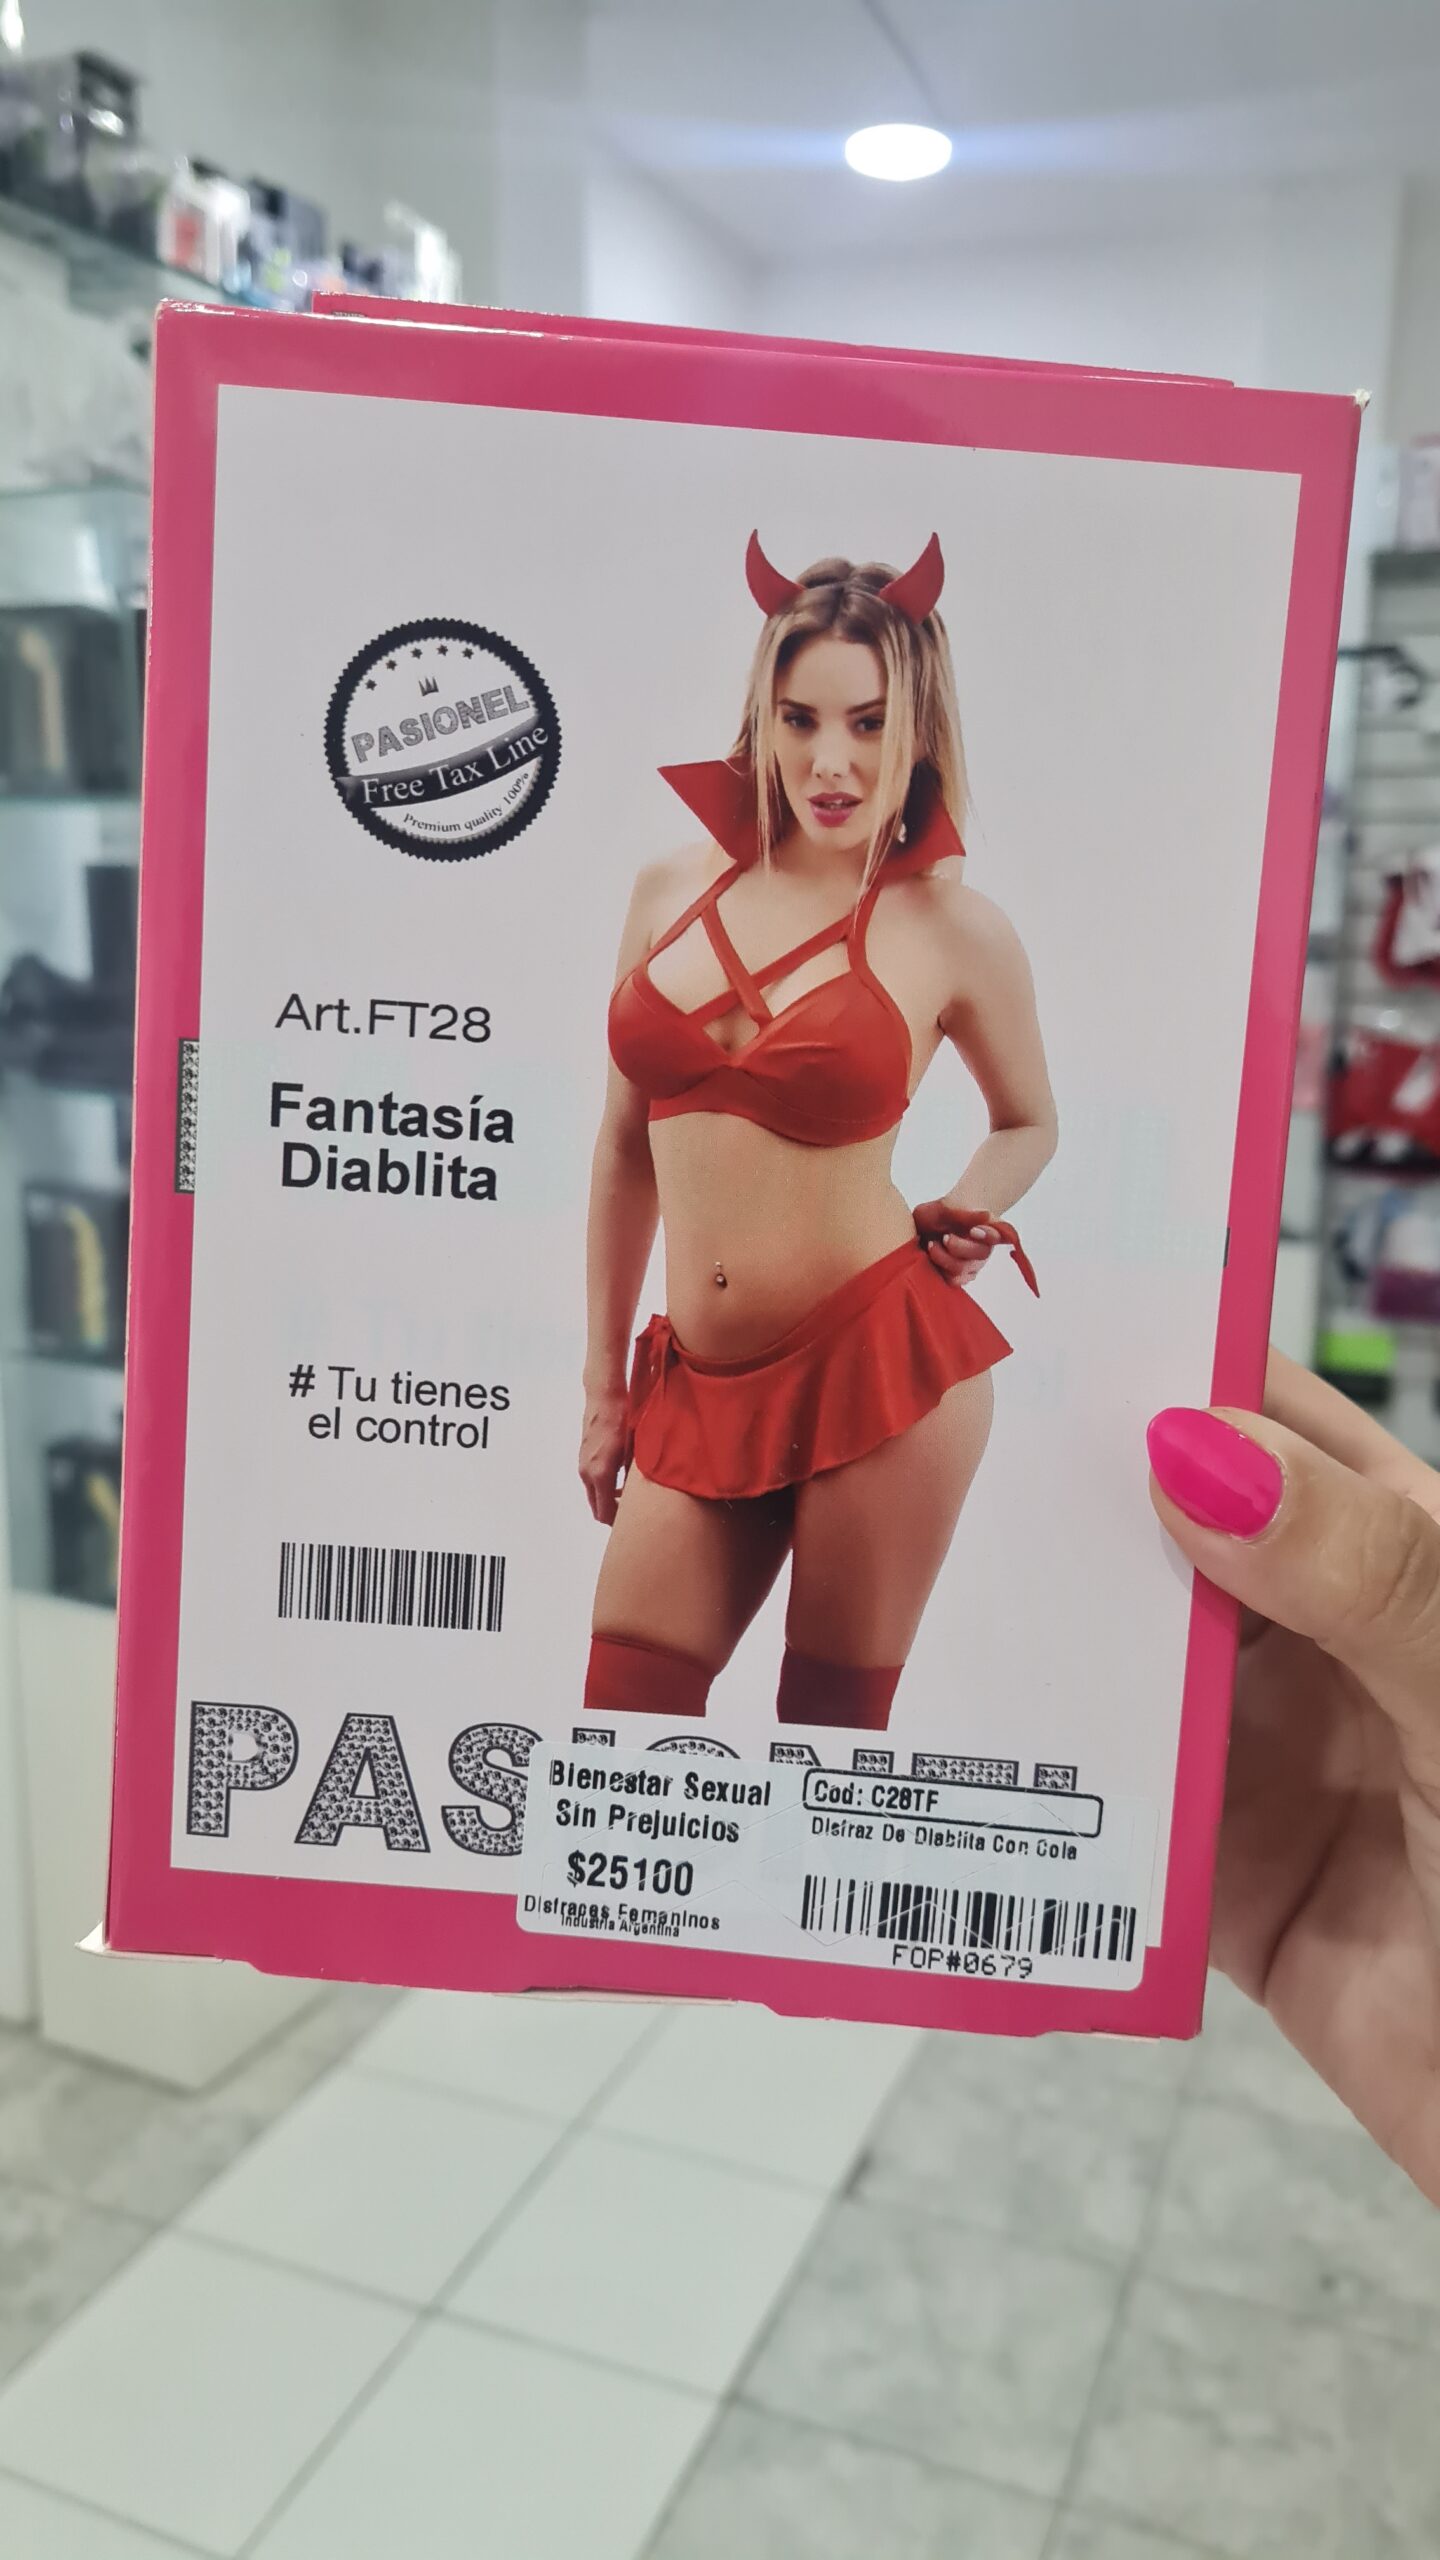 PASIONEL
Free Tax Line
Premium quality 100%
Art.FT28
Fantasía
Diablita
# Tu tienes
el control
PASIONEL
Bienestar Sexual
Sin Prejuicios
$25100
Disfraces Femeninos
Industria Argentina
Cod: C28TF
Disfraz De Diablita Con Cola
FOP#0679